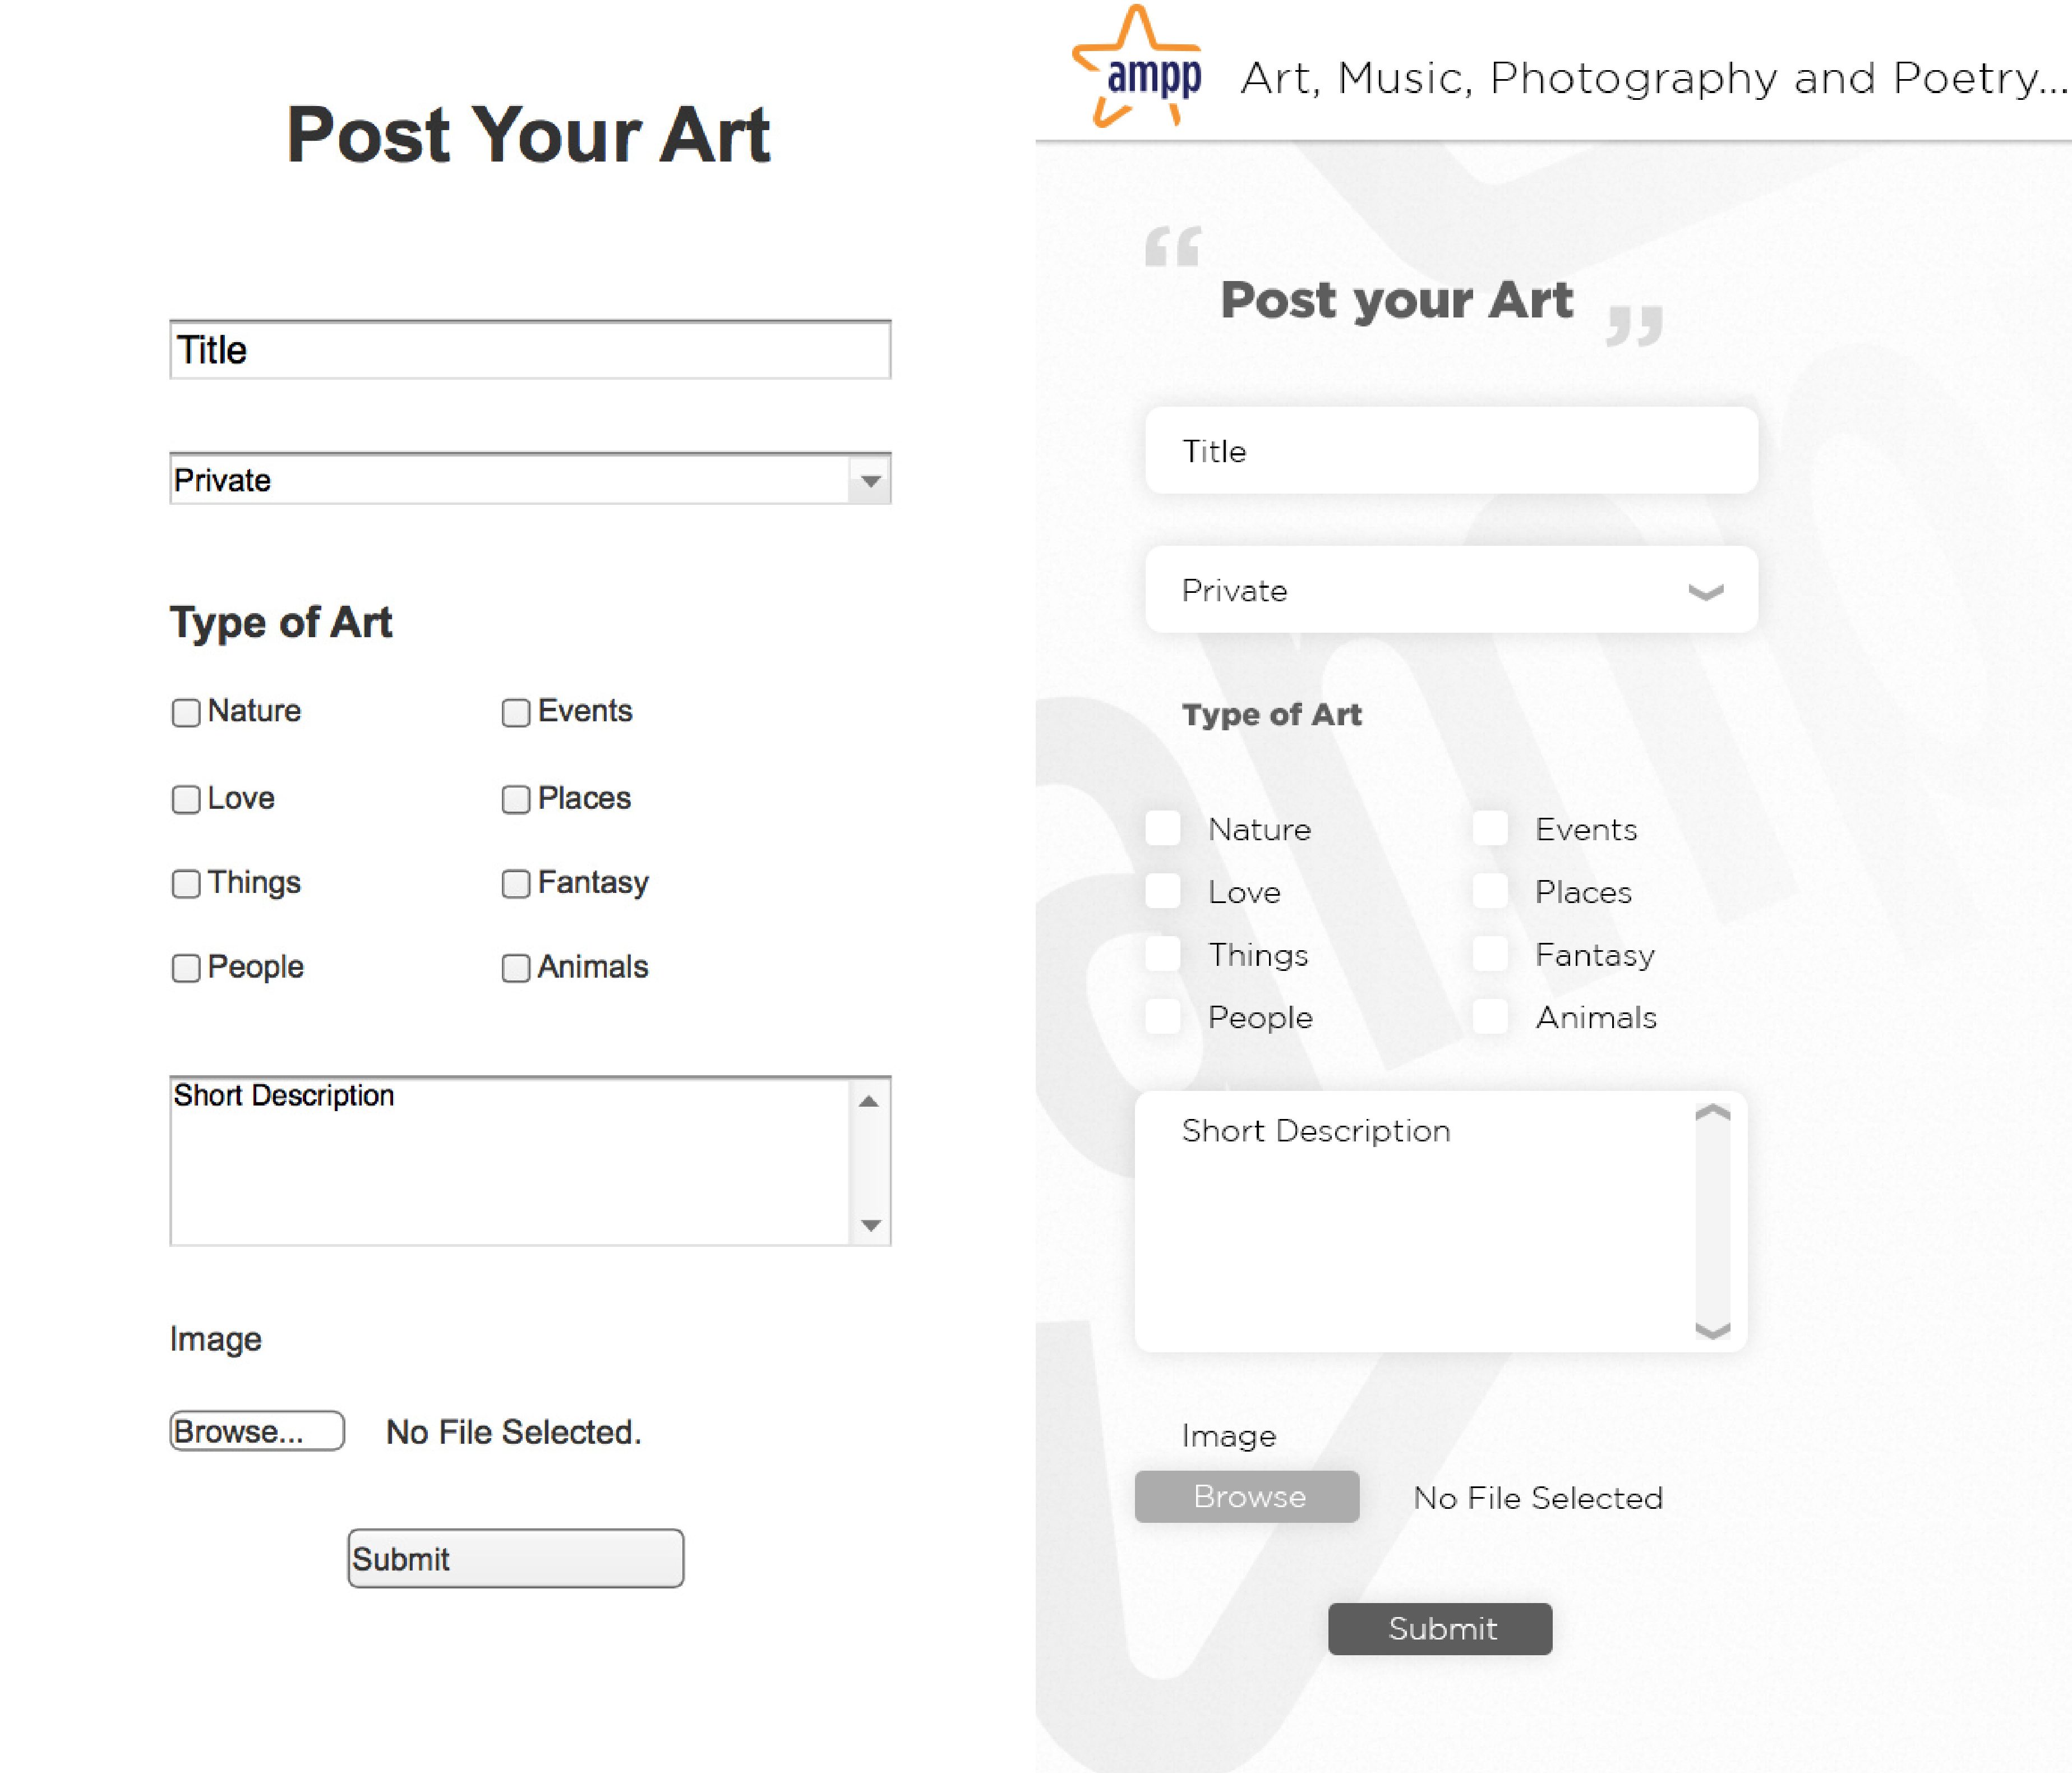 Post Your Art
Title
Private
Type of Art
Nature
Events
Love
Places
Things
Fantasy
People
Animals
Short Description
Image
Browse...
No File Selected.
Submit
ampp
Art, Music, Photography and Poetry...
“
Post your Art
”
Title
Private
Type of Art
Nature
Events
Love
Places
Things
Fantasy
People
Animals
Short Description
Image
Browse
No File Selected
Submit